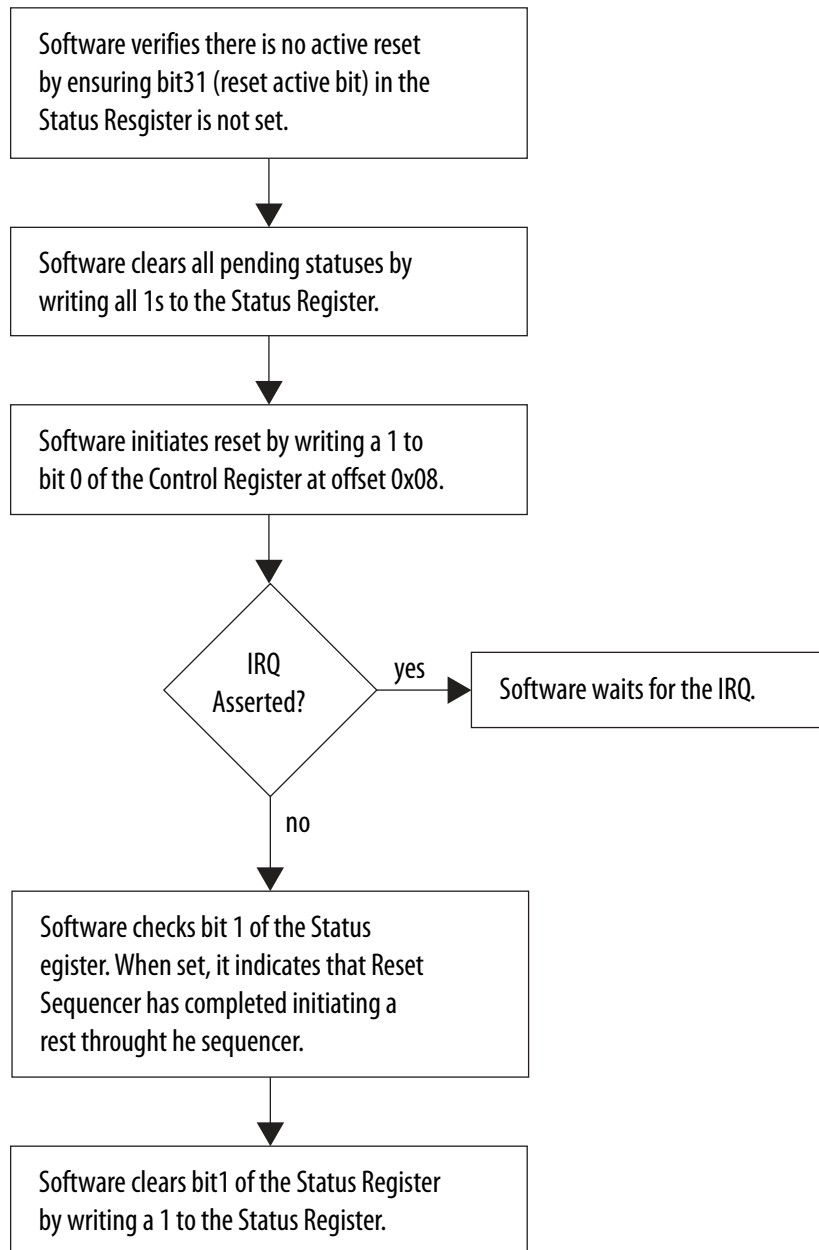 Software verifies there is no active reset
by ensuring bit31 (reset active bit) in the
Status Resgister is not set.
Software clears all pending statuses by
writing all 1s to the Status Register.
Software initiates reset by writing a 1 to
bit 0 of the Control Register at offset 0x08.
IRQ
Asserted?
yes
Software waits for the IRQ.
no
Software checks bit 1 of the Status
egister. When set, it indicates that Reset
Sequencer has completed initiating a
rest throught he sequencer.
Software clears bit1 of the Status Register
by writing a 1 to the Status Register.